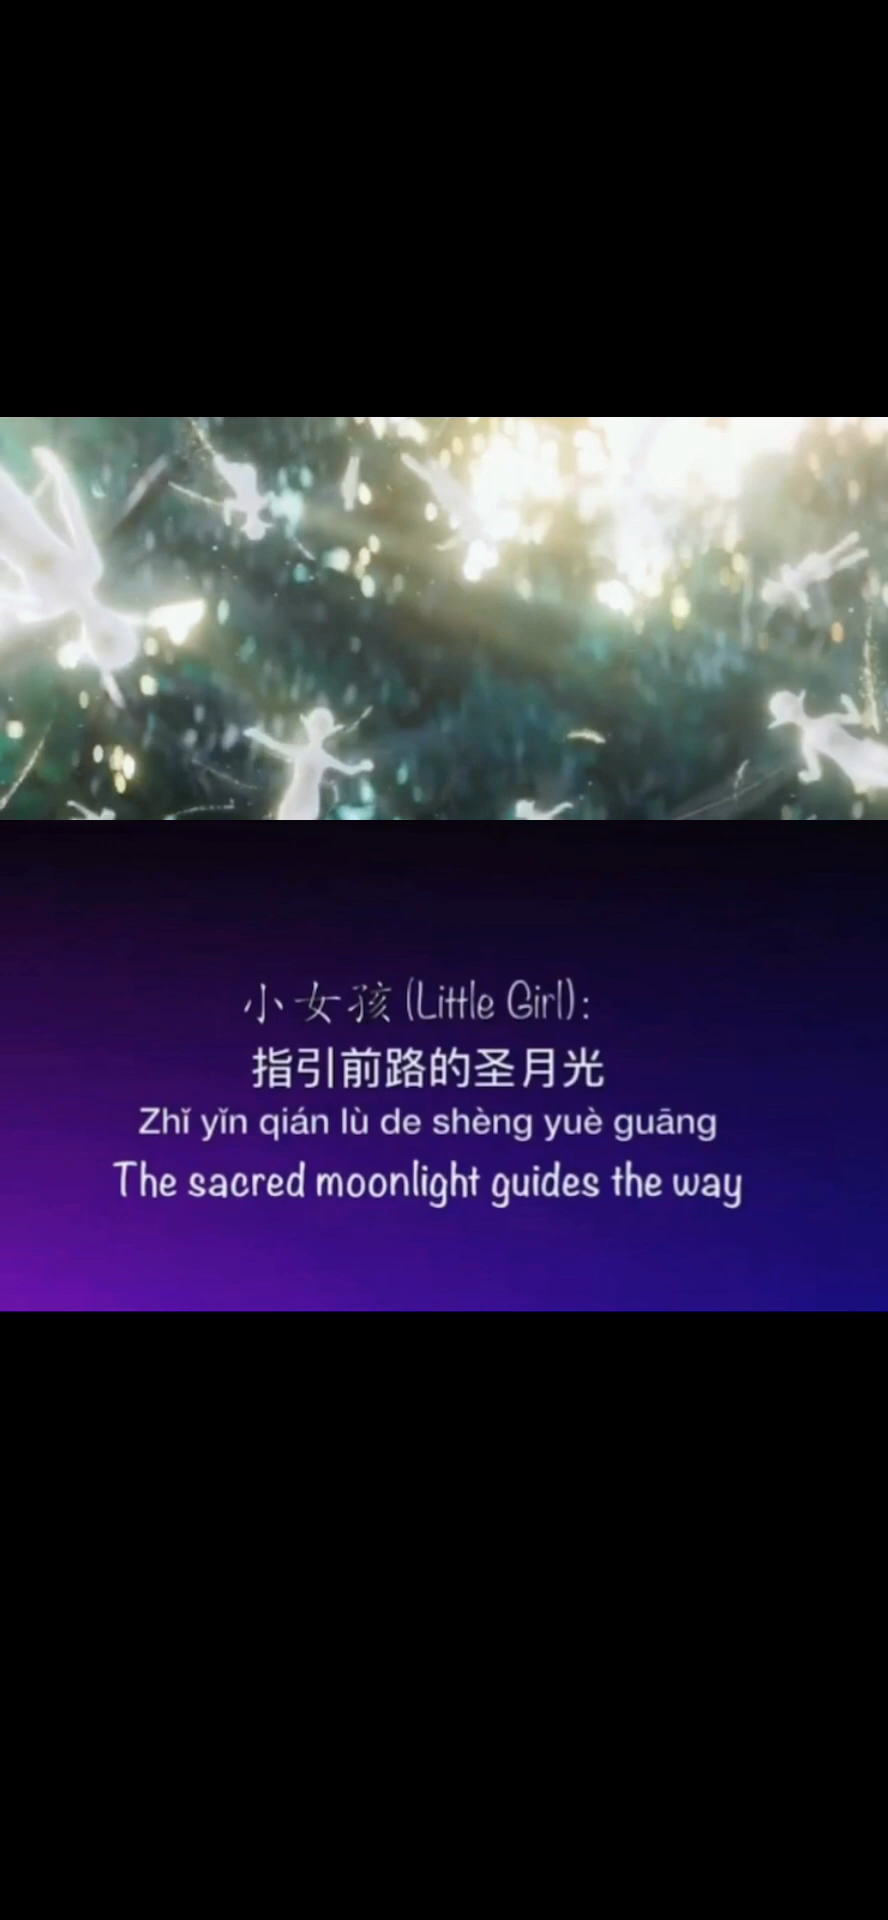 小女孩 (Little Girl):
指引前路的圣月光
Zhǐ yǐn qián lù de shèng yuè guāng
The sacred moonlight guides the way